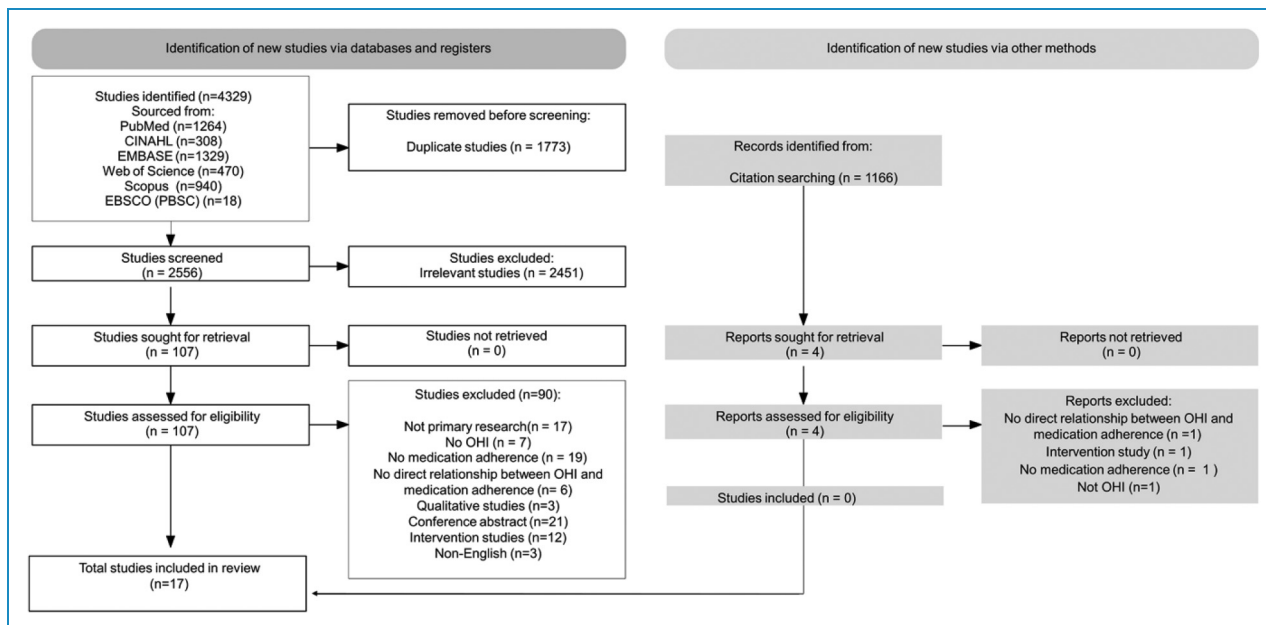 Identification of new studies via databases and registers
Studies identified (n=4329)
Sourced from:
PubMed (n=1264)
CINAHL (n=308)
EMBASE (n=1329)
Web of Science (n=470)
Scopus (n=940)
EBSCO (PBSC) (n=18)
Studies removed before screening:
Duplicate studies (n = 1773)
Studies screened
(n = 2556)
Studies excluded:
Irrelevant studies (n = 2451)
Studies sought for retrieval
(n = 107)
Studies not retrieved
(n = 0)
Studies assessed for eligibility
(n = 107)
Studies excluded (n=90):
Not primary research(n = 17)
No OHI (n = 7)
No medication adherence (n = 19)
No direct relationship between OHI and
medication adherence (n= 6)
Qualitative studies (n=3)
Conference abstract (n=21)
Intervention studies (n=12)
Non-English (n=3)
Total studies included in review
(n=17)
Identification of new studies via other methods
Records identified from:
Citation searching (n = 1166)
Reports sought for retrieval
(n = 4)
Reports not retrieved
(n = 0)
Reports assessed for eligibility
(n = 4)
Reports excluded:
No direct relationship between OHI and
medication adherence (n =1)
Intervention study (n = 1)
No medication adherence (n = 1 )
Not OHI (n=1)
Studies included (n = 0)